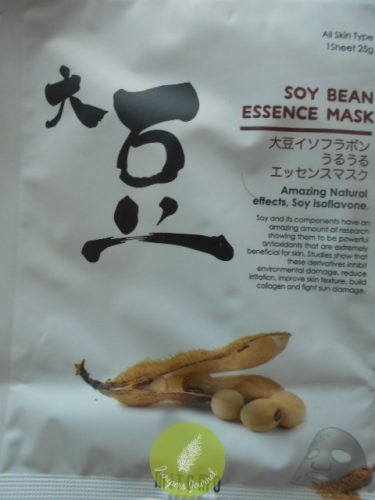 All Skin Type
1Sheet 25g
大豆
SOY BEAN
ESSENCE MASK
大豆イソフラボン
うるうる
エッセンスマスク
Amazing Natural
effects, Soy isoflavone.
Soy and its components have an
amazing amount of research
showing them to be powerful
antioxidants that are extremely
beneficial for skin. Studies show that
these derivatives inhibit
environmental damage, reduce
irritation, improve skin texture, build
collagen and fight sun damage.
Junipers Journal